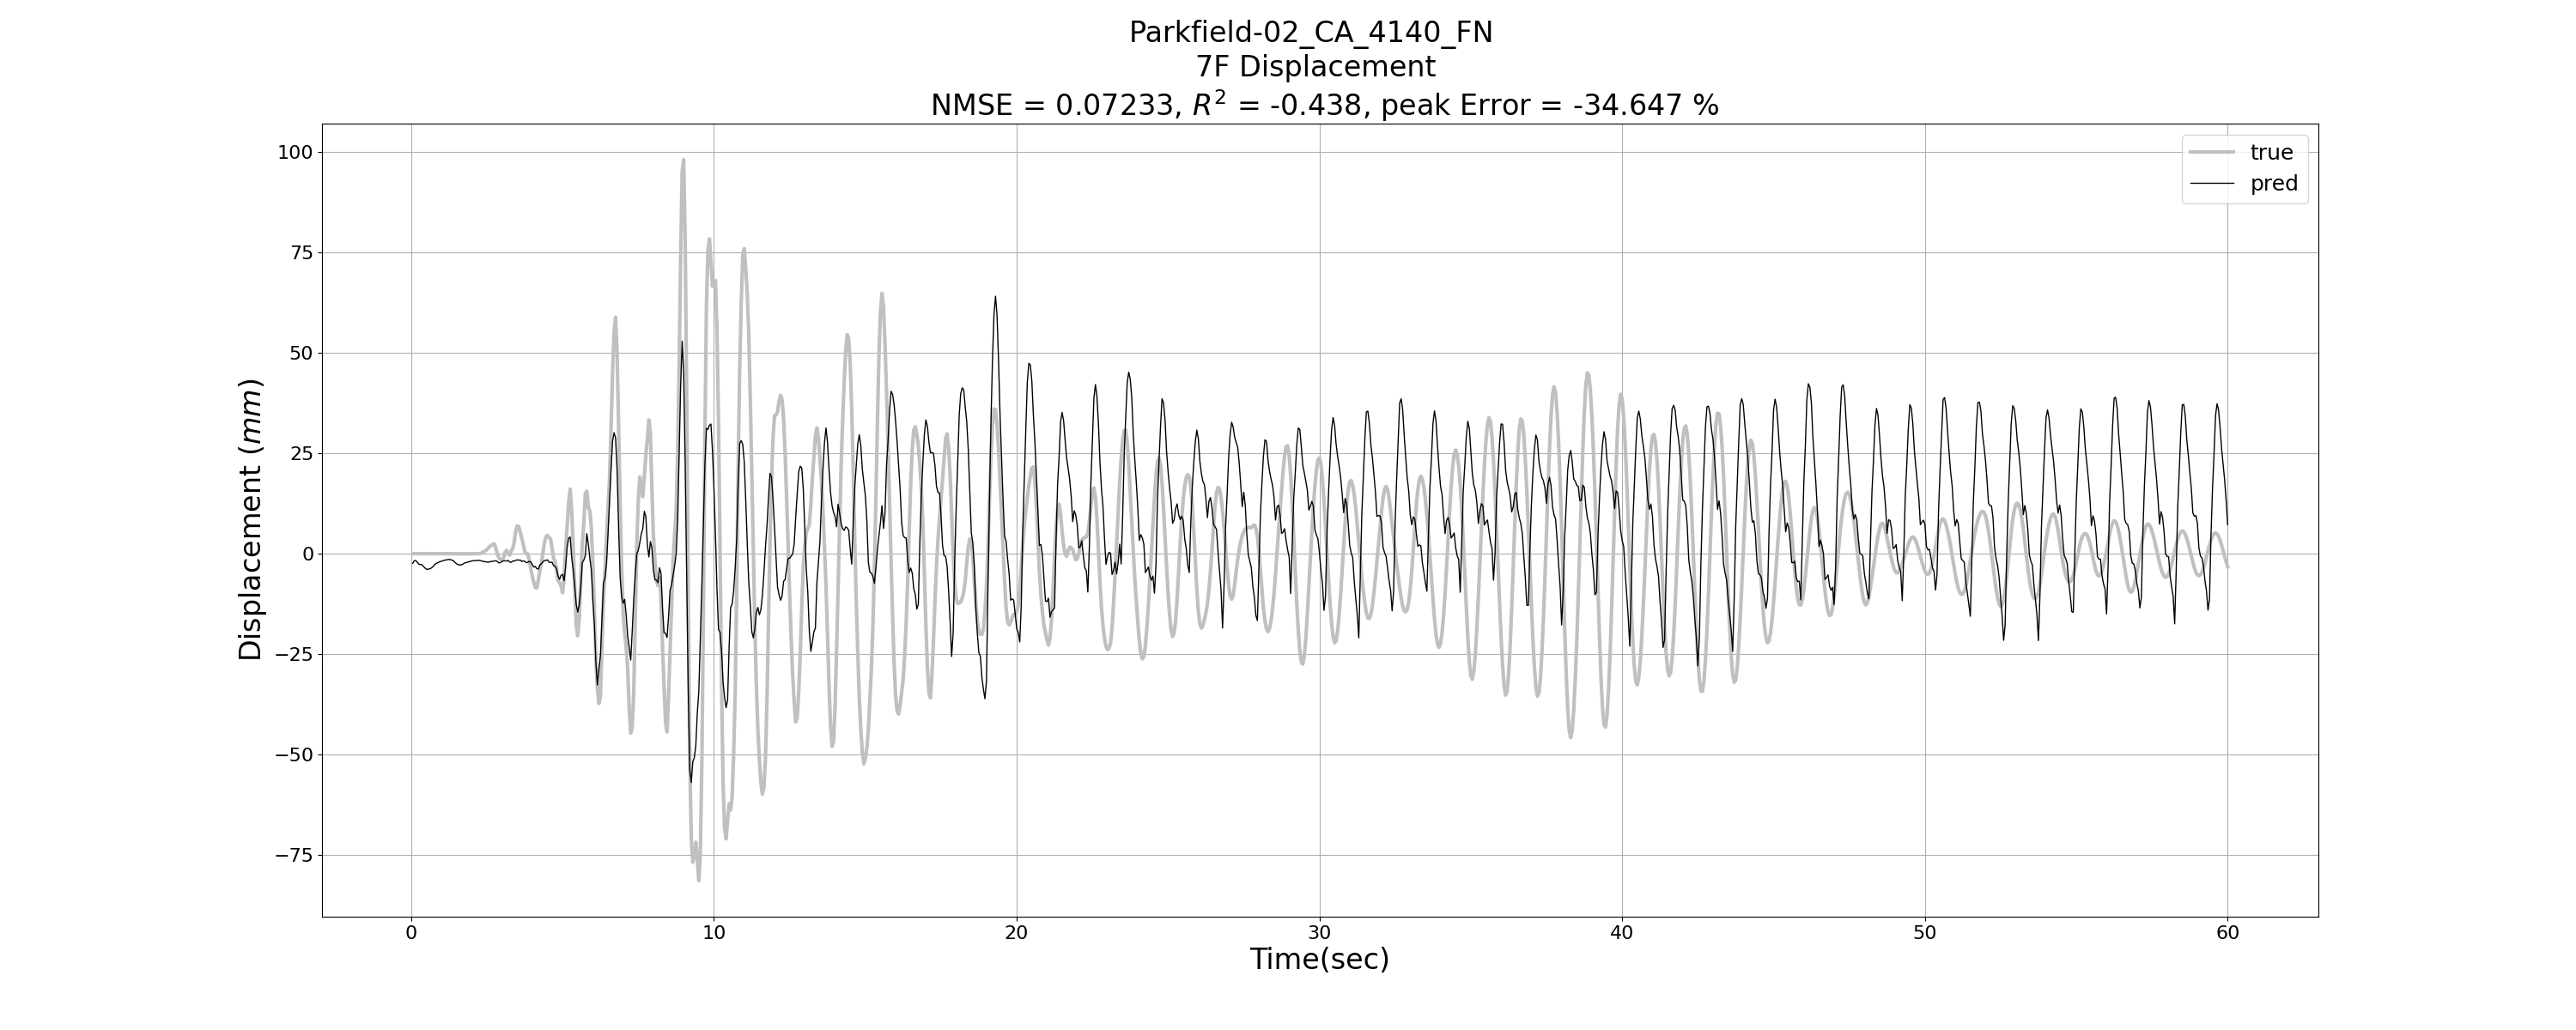 Parkfield-02_CA_4140_FN
7F Displacement
NMSE = 0.07233, R² = -0.438, peak Error = -34.647 %
true
pred
100
75
50
25
0
−25
−50
−75
Displacement (mm)
0 10 20 30 40 50 60
Time(sec)